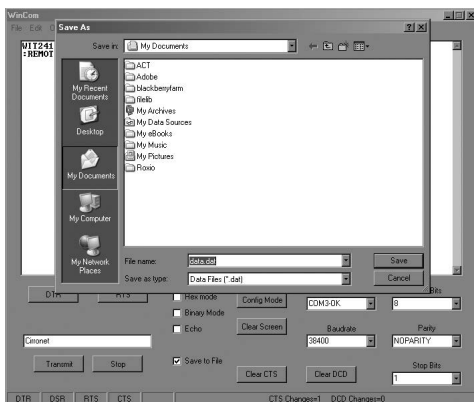 WinCom
File Edit
Save As
WIT241
:REMOT
Save in:
My Documents
My Recent Documents
Desktop
My Documents
My Computer
My Network Places
ACT
Adobe
blackberryfarm
filelib
My Archives
My Data Sources
My eBooks
My Music
My Pictures
Roxio
File name:
data.dat
Save
Save as type:
Data Files (*.dat)
Cancel
DTR
RTS
Hex mode
Config Mode
COM3-OK
Bits
8
Binary Mode
Echo
Clear Screen
Baudrate
Parity
Cirronet
38400
NOPARITY
Transmit
Stop
Save to File
Clear CTS
Clear DCD
Stop Bits
1
DTR DSR RTS CTS CTS Changes=1 DCD Changes=0